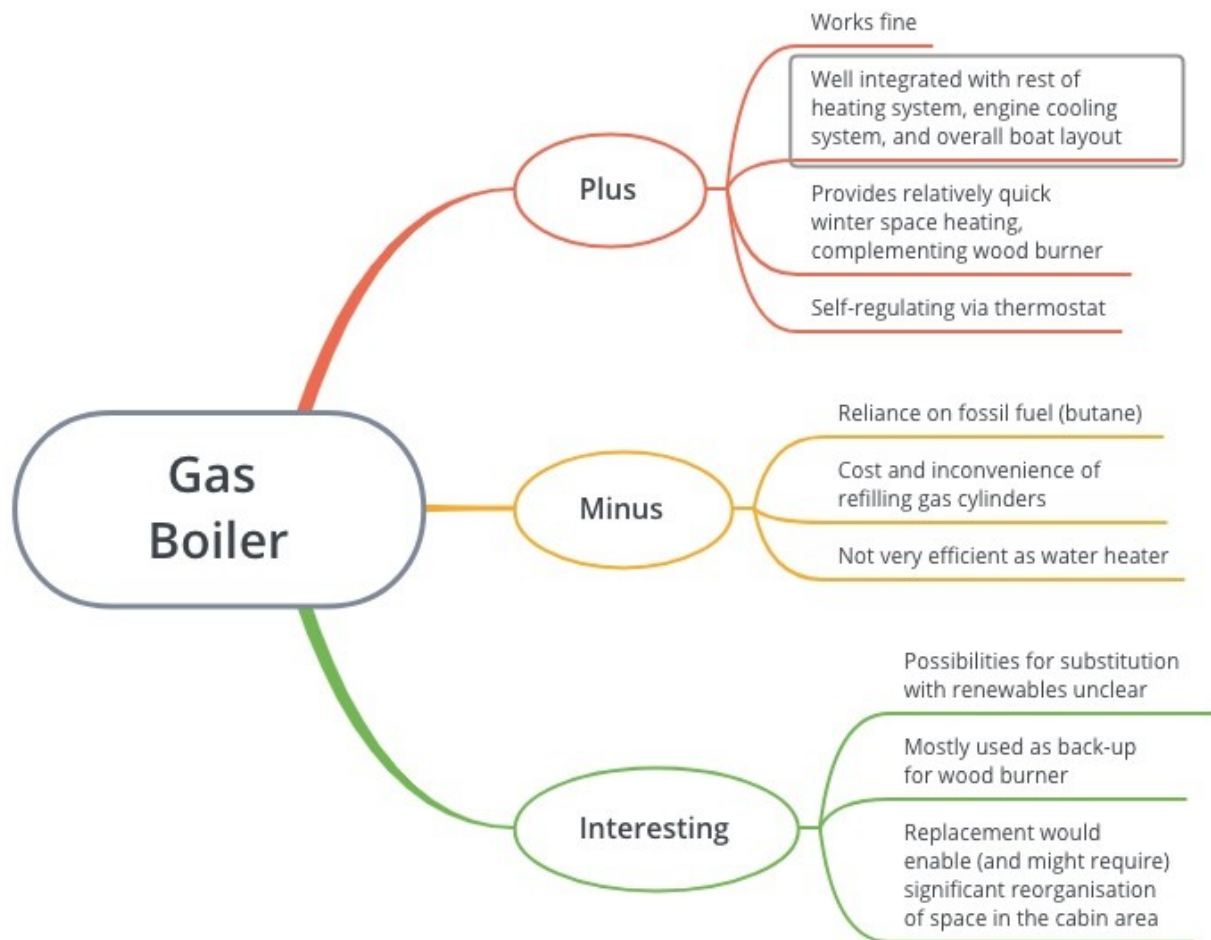 Gas
Boiler
Plus
Works fine
Well integrated with rest of
heating system, engine cooling
system, and overall boat layout
Provides relatively quick
winter space heating,
complementing wood burner
Self-regulating via thermostat
Minus
Reliance on fossil fuel (butane)
Cost and inconvenience of
refilling gas cylinders
Not very efficient as water heater
Interesting
Possibilities for substitution
with renewables unclear
Mostly used as back-up
for wood burner
Replacement would
enable (and might require)
significant reorganisation
of space in the cabin area